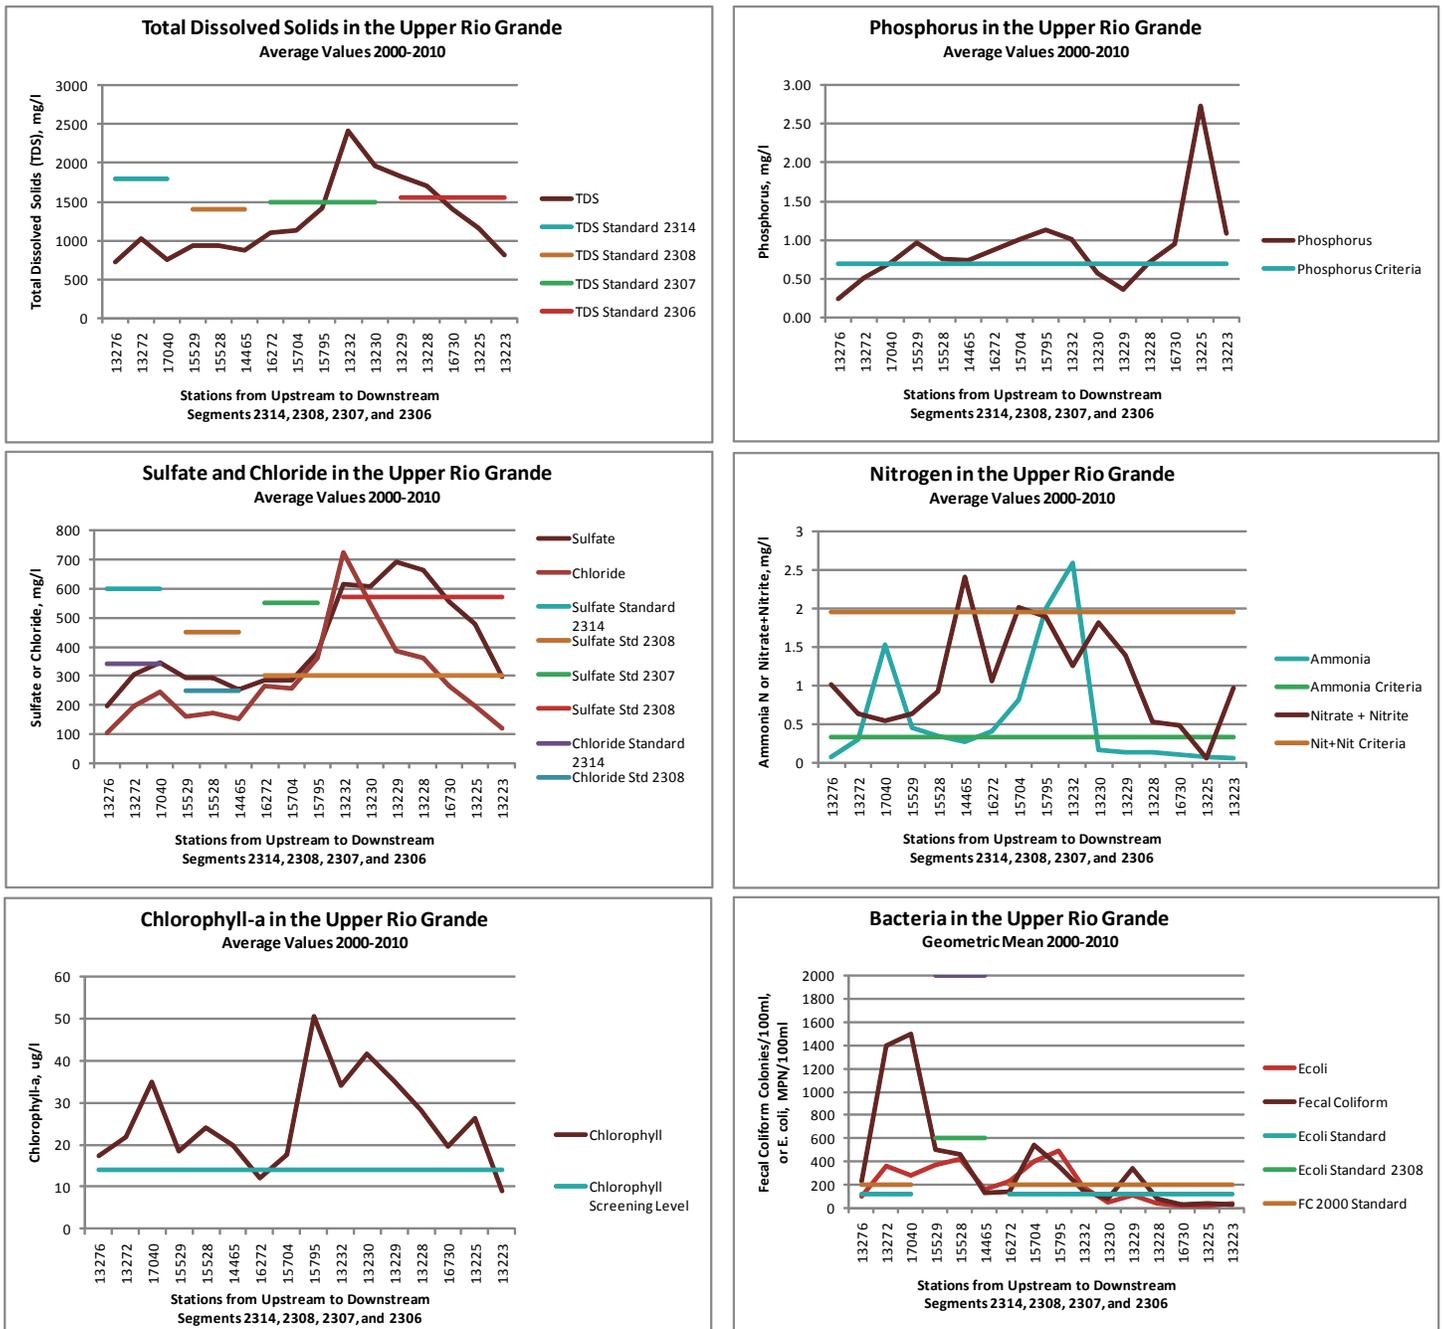 Total Dissolved Solids in the Upper Rio Grande
Average Values 2000-2010
Total Dissolved Solids (TDS), mg/l
3000
2500
2000
1500
1000
500
0
13276
13272
17040
15529
15528
14465
16272
15704
15795
13232
13230
13229
13228
16730
13225
13223
Stations from Upstream to Downstream
Segments 2314, 2308, 2307, and 2306
TDS
TDS Standard 2314
TDS Standard 2308
TDS Standard 2307
TDS Standard 2306
Phosphorus in the Upper Rio Grande
Average Values 2000-2010
Phosphorus, mg/l
3.00
2.50
2.00
1.50
1.00
0.50
0.00
13276
13272
17040
15529
15528
14465
16272
15704
15795
13232
13230
13229
13228
16730
13225
13223
Stations from Upstream to Downstream
Segments 2314, 2308, 2307, and 2306
Phosphorus
Phosphorus Criteria
Sulfate and Chloride in the Upper Rio Grande
Average Values 2000-2010
Sulfate or Chloride, mg/l
800
700
600
500
400
300
200
100
0
13276
13272
17040
15529
15528
14465
16272
15704
15795
13232
13230
13229
13228
16730
13225
13223
Stations from Upstream to Downstream
Segments 2314, 2308, 2307, and 2306
Sulfate
Chloride
Sulfate Standard
2314
Sulfate Std 2308
Sulfate Std 2307
Sulfate Std 2308
Chloride Standard
2314
Chloride Std 2308
Nitrogen in the Upper Rio Grande
Average Values 2000-2010
Ammonia N or Nitrate+Nitrite, mg/l
3
2.5
2
1.5
1
0.5
0
13276
13272
17040
15529
15528
14465
16272
15704
15795
13232
13230
13229
13228
16730
13225
13223
Stations from Upstream to Downstream
Segments 2314, 2308, 2307, and 2306
Ammonia
Ammonia Criteria
Nitrate + Nitrite
Nit+Nit Criteria
Chlorophyll-a in the Upper Rio Grande
Average Values 2000-2010
Chlorophyll-a, ug/l
60
50
40
30
20
10
0
13276
13272
17040
15529
15528
14465
16272
15704
15795
13232
13230
13229
13228
16730
13225
13223
Stations from Upstream to Downstream
Segments 2314, 2308, 2307, and 2306
Chlorophyll
Chlorophyll
Screening Level
Bacteria in the Upper Rio Grande
Geometric Mean 2000-2010
Fecal Coliform Colonies/100ml,
or E. coli, MPN/100ml
2000
1800
1600
1400
1200
1000
800
600
400
200
0
13276
13272
17040
15529
15528
14465
16272
15704
15795
13232
13230
13229
13228
16730
13225
13223
Stations from Upstream to Downstream
Segments 2314, 2308, 2307, and 2306
Ecoli
Fecal Coliform
Ecoli Standard
Ecoli Standard 2308
FC 2000 Standard